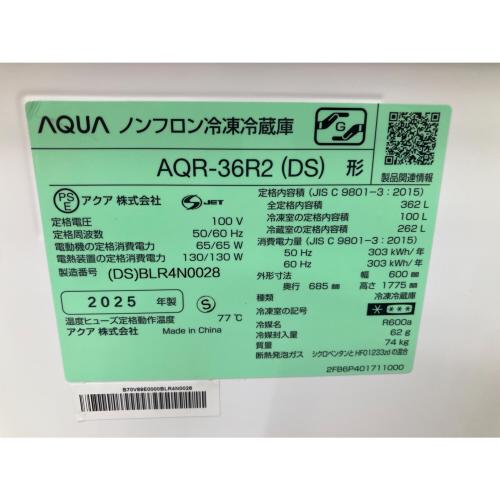 AQUA ノンフロン冷凍冷蔵庫
G
AQR-36R2 (DS) 形
製品関連情報
PS E アクア 株式会社 S JET
定格電圧 100 V
定格周波数 50/60 Hz
電動機の定格消費電力 65/65 W
電熱装置の定格消費電力 130/130 W
製造番号 (DS)BLR4N0028
2025 年製 S
温度ヒューズ定格動作温度 77℃
アクア 株式会社 Made in China
定格内容積 (JIS C 9801-3 : 2015)
全定格内容積 362 L
冷凍室の定格内容積 100 L
冷蔵室の定格内容積 262 L
消費電力量 (JIS C 9801-3 : 2015)
50 Hz 303 kWh/年
60 Hz 303 kWh/年
外形寸法 幅 600 mm
奥行 685 mm 高さ 1775 mm
種類 冷凍冷蔵庫
冷凍室の記号 * ***
冷媒名 R600a
冷媒封入量 62 g
質量 74 kg
断熱発泡ガス シクロペンタンとHFO1233zdの混合
2FB6P401711000
B70V89E0000BLR4N0028